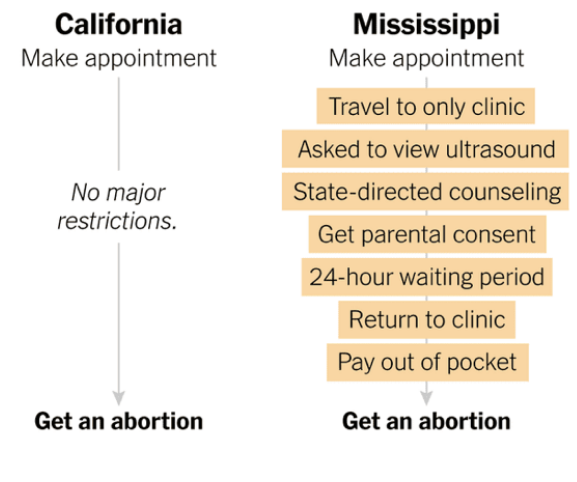 California
Make appointment
No major
restrictions.
Get an abortion
Mississippi
Make appointment
Travel to only clinic
Asked to view ultrasound
State-directed counseling
Get parental consent
24-hour waiting period
Return to clinic
Pay out of pocket
Get an abortion